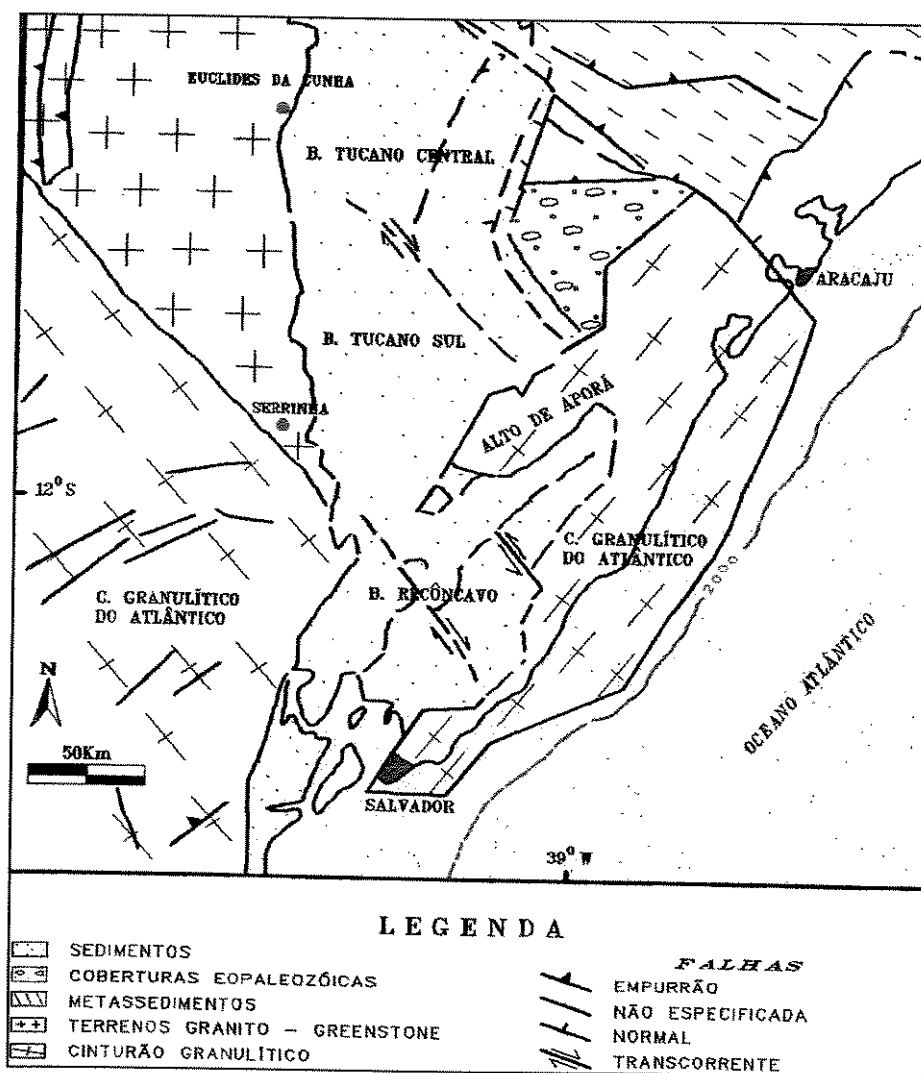 EUCLIDES DA CUNHA
B. TUCANO CENTRAL
ARACAJU
B. TUCANO SUL
SERRINHA
ALTO DE APORÁ
12° S
C. GRANULÍTICO
DO ATLÂNTICO
C. GRANULÍTICO
DO ATLÂNTICO
B. RECÔNCAVO
2000
OCEANO ATLÂNTICO
N
50Km
SALVADOR
39° W
LEGENDA
SEDIMENTOS
COBERTURAS EOPALEOZÓICAS
METASSEDIMENTOS
TERRENOS GRANITO - GREENSTONE
CINTURÃO GRANULÍTICO
FALHAS
EMPURRÃO
NÃO ESPECIFICADA
NORMAL
TRANSCORRENTE